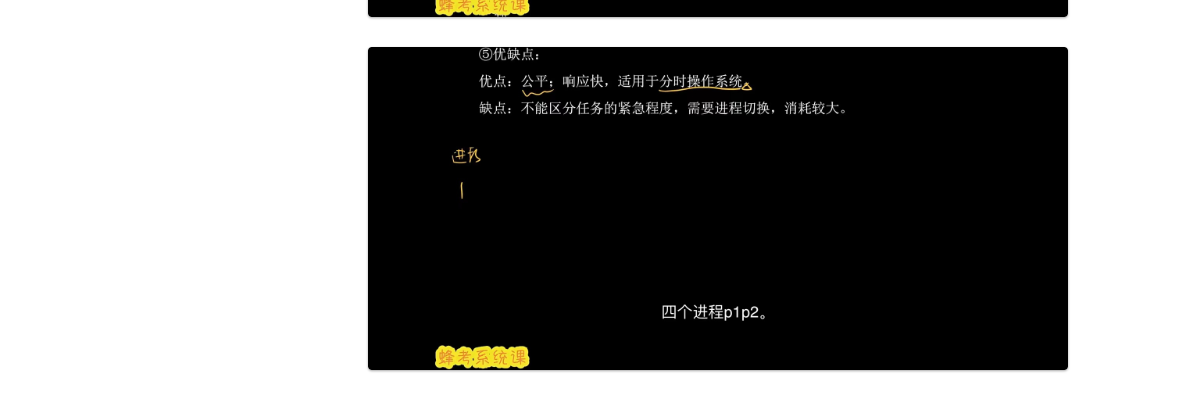 蜂考系统课
⑤优缺点：
优点：公平；响应快，适用于分时操作系统。
缺点：不能区分任务的紧急程度，需要进程切换，消耗较大。
进程
四个进程p1p2。
蜂考系统课